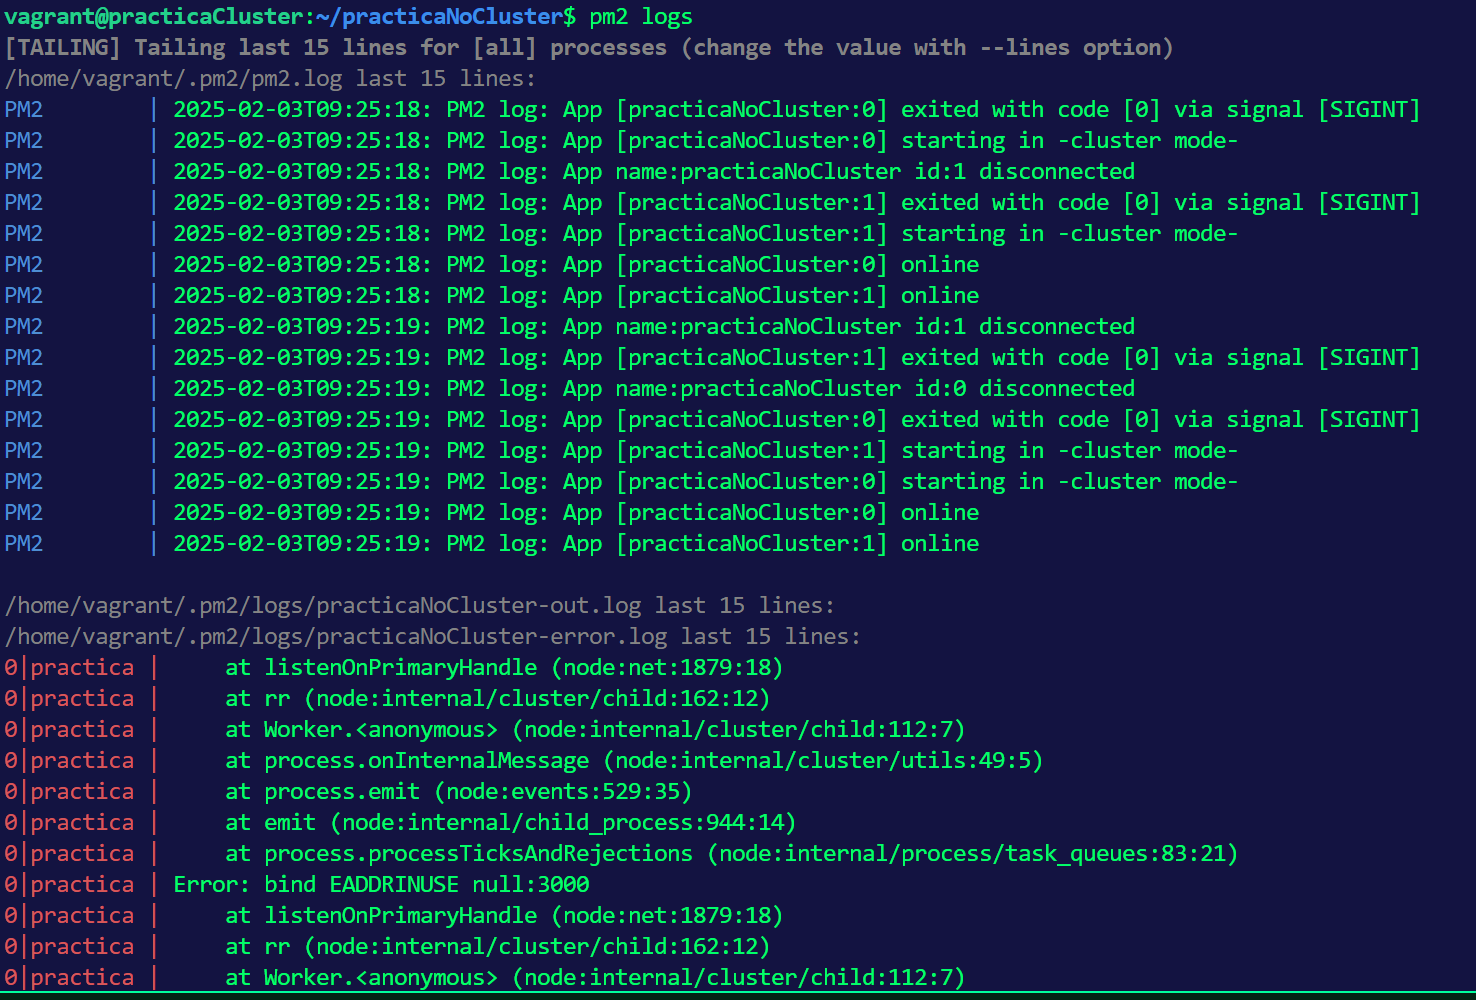 vagrant@practicaCluster:~/practicaNoCluster$ pm2 logs
[TAILING] Tailing last 15 lines for [all] processes (change the value with --lines option)
/home/vagrant/.pm2/pm2.log last 15 lines:
PM2        | 2025-02-03T09:25:18: PM2 log: App [practicaNoCluster:0] exited with code [0] via signal [SIGINT]
PM2        | 2025-02-03T09:25:18: PM2 log: App [practicaNoCluster:0] starting in -cluster mode-
PM2        | 2025-02-03T09:25:18: PM2 log: App name:practicaNoCluster id:1 disconnected
PM2        | 2025-02-03T09:25:18: PM2 log: App [practicaNoCluster:1] exited with code [0] via signal [SIGINT]
PM2        | 2025-02-03T09:25:18: PM2 log: App [practicaNoCluster:1] starting in -cluster mode-
PM2        | 2025-02-03T09:25:18: PM2 log: App [practicaNoCluster:0] online
PM2        | 2025-02-03T09:25:18: PM2 log: App [practicaNoCluster:1] online
PM2        | 2025-02-03T09:25:19: PM2 log: App name:practicaNoCluster id:1 disconnected
PM2        | 2025-02-03T09:25:19: PM2 log: App [practicaNoCluster:1] exited with code [0] via signal [SIGINT]
PM2        | 2025-02-03T09:25:19: PM2 log: App name:practicaNoCluster id:0 disconnected
PM2        | 2025-02-03T09:25:19: PM2 log: App [practicaNoCluster:0] exited with code [0] via signal [SIGINT]
PM2        | 2025-02-03T09:25:19: PM2 log: App [practicaNoCluster:1] starting in -cluster mode-
PM2        | 2025-02-03T09:25:19: PM2 log: App [practicaNoCluster:0] starting in -cluster mode-
PM2        | 2025-02-03T09:25:19: PM2 log: App [practicaNoCluster:0] online
PM2        | 2025-02-03T09:25:19: PM2 log: App [practicaNoCluster:1] online
/home/vagrant/.pm2/logs/practicaNoCluster-out.log last 15 lines:
/home/vagrant/.pm2/logs/practicaNoCluster-error.log last 15 lines:
0|practica |     at listenOnPrimaryHandle (node:net:1879:18)
0|practica |     at rr (node:internal/cluster/child:162:12)
0|practica |     at Worker.<anonymous> (node:internal/cluster/child:112:7)
0|practica |     at process.onInternalMessage (node:internal/cluster/utils:49:5)
0|practica |     at process.emit (node:events:529:35)
0|practica |     at emit (node:internal/child_process:944:14)
0|practica |     at process.processTicksAndRejections (node:internal/process/task_queues:83:21)
0|practica | Error: bind EADDRINUSE null:3000
0|practica |     at listenOnPrimaryHandle (node:net:1879:18)
0|practica |     at rr (node:internal/cluster/child:162:12)
0|practica |     at Worker.<anonymous> (node:internal/cluster/child:112:7)